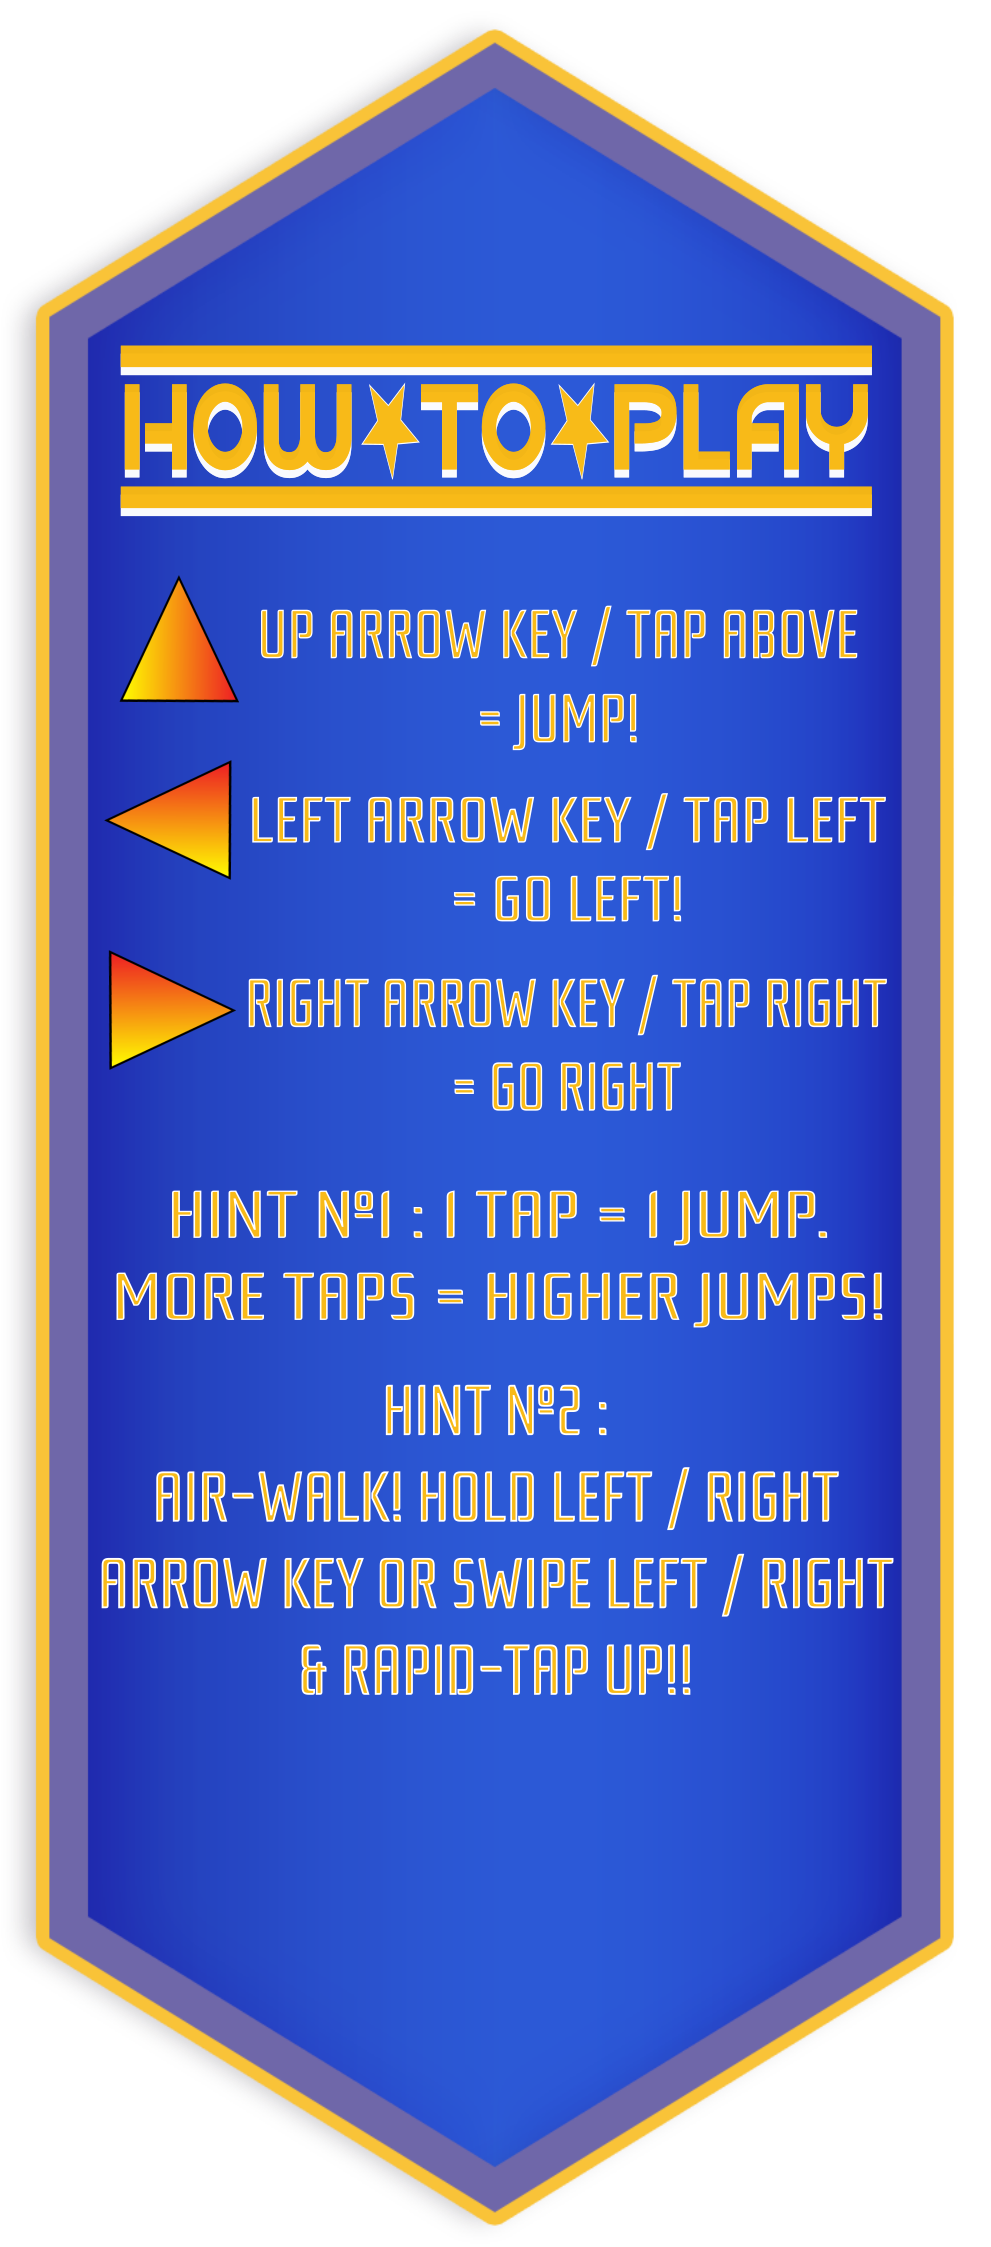 HOW★TO★PLAY
UP ARROW KEY / TAP ABOVE
= JUMP!
LEFT ARROW KEY / TAP LEFT
= GO LEFT!
RIGHT ARROW KEY / TAP RIGHT
= GO RIGHT
HINT Nº1 : 1 TAP = 1 JUMP.
MORE TAPS = HIGHER JUMPS!
HINT Nº2 :
AIR-WALK! HOLD LEFT / RIGHT
ARROW KEY OR SWIPE LEFT / RIGHT
& RAPID-TAP UP!!